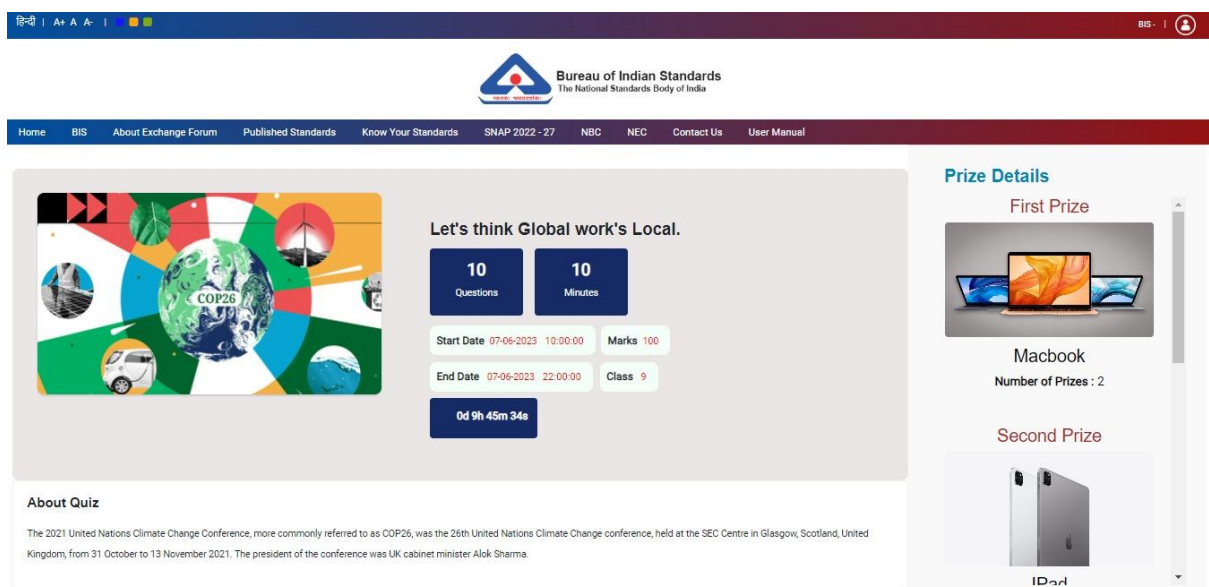 हिन्दी | A+ A A- |
BIS - |
Bureau of Indian Standards
The National Standards Body of India
मानकः पथप्रदर्शकः
Home BIS About Exchange Forum Published Standards Know Your Standards SNAP 2022 - 27 NBC NEC Contact Us User Manual
COP26
Let's think Global work's Local.
10
Questions
10
Minutes
Start Date 07-06-2023 10:00:00 Marks 100
End Date 07-06-2023 22:00:00 Class 9
0d 9h 45m 34s
About Quiz
The 2021 United Nations Climate Change Conference, more commonly referred to as COP26, was the 26th United Nations Climate Change conference, held at the SEC Centre in Glasgow, Scotland, United
Kingdom, from 31 October to 13 November 2021. The president of the conference was UK cabinet minister Alok Sharma.
Prize Details
First Prize
Macbook
Number of Prizes : 2
Second Prize
IPad